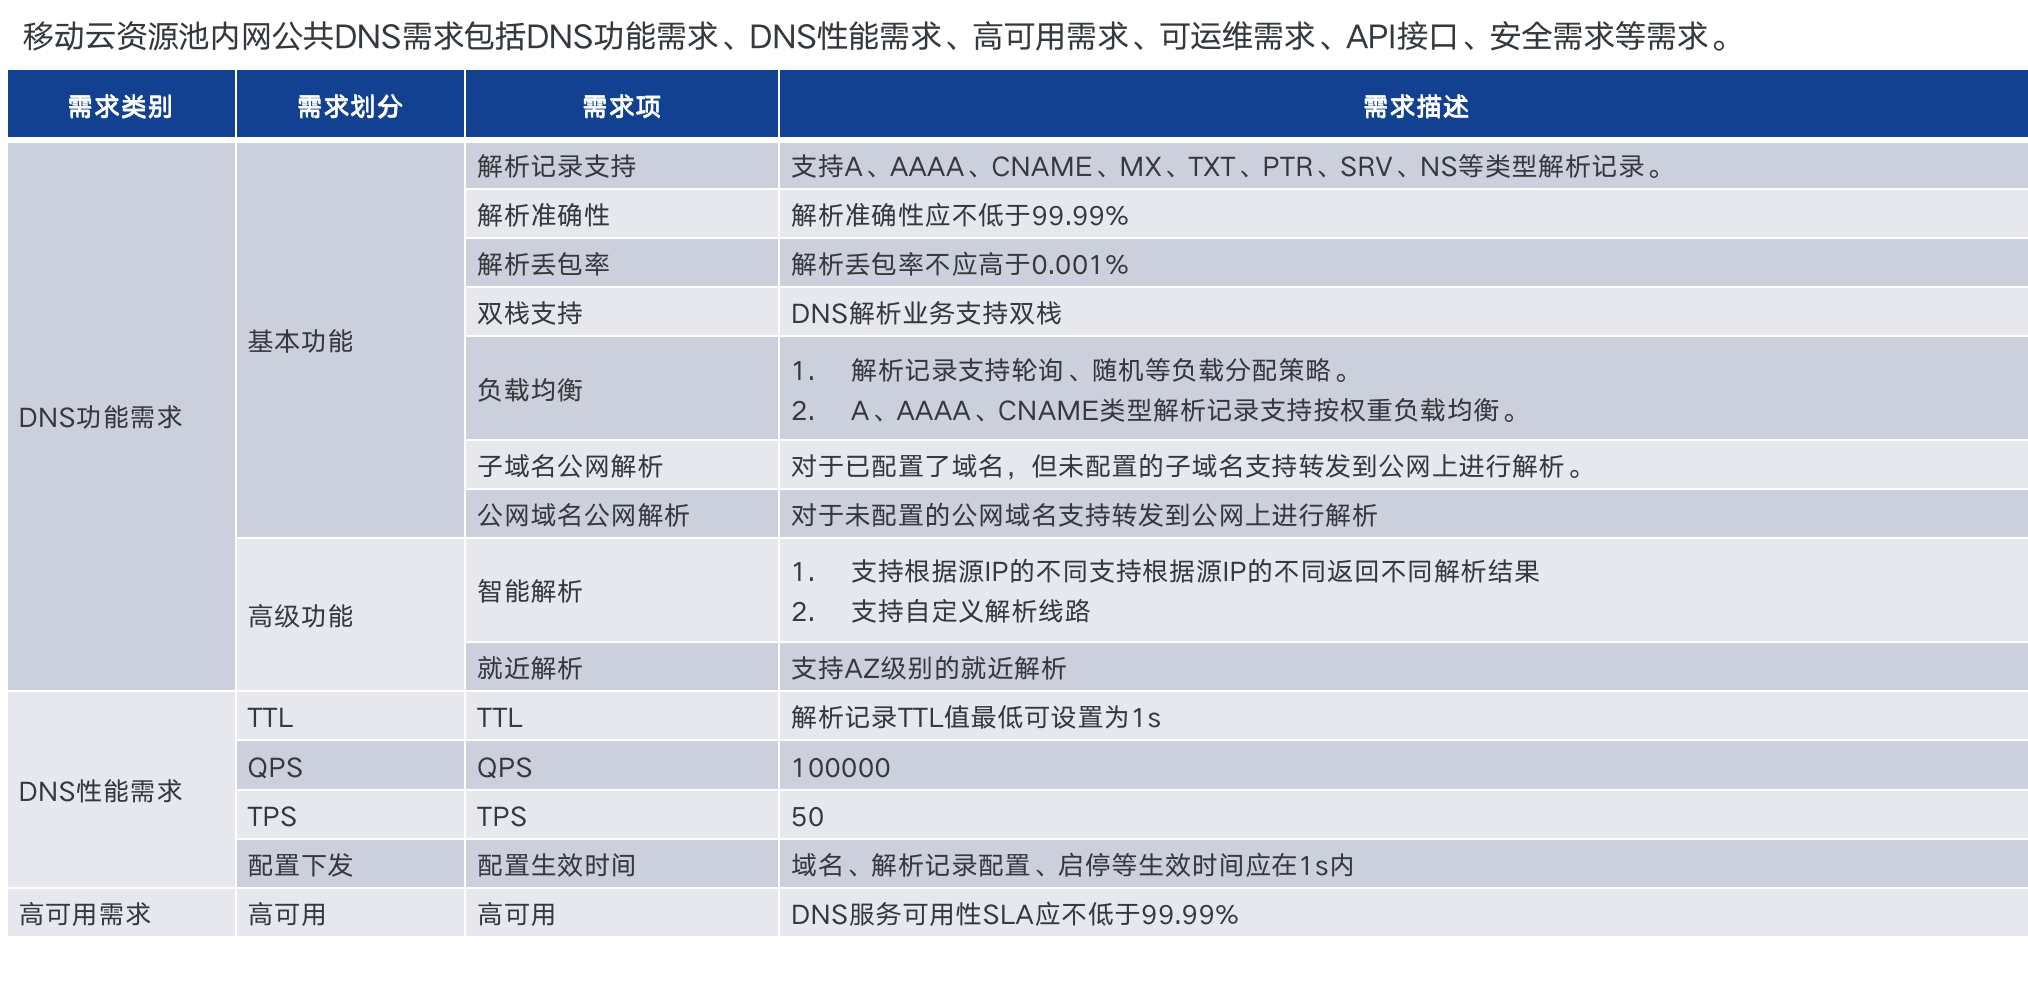 移动云资源池内网公共DNS需求包括DNS功能需求、DNS性能需求、高可用需求、可运维需求、API接口、安全需求等需求。
需求类别 需求划分 需求项 需求描述
DNS功能需求
基本功能
解析记录支持 支持A、AAAA、CNAME、MX、TXT、PTR、SRV、NS等类型解析记录。
解析准确性 解析准确性应不低于99.99%
解析丢包率 解析丢包率不应高于0.001%
双栈支持 DNS解析业务支持双栈
负载均衡
1. 解析记录支持轮询、随机等负载分配策略。
2. A、AAAA、CNAME类型解析记录支持按权重负载均衡。
子域名公网解析 对于已配置了域名，但未配置的子域名支持转发到公网上进行解析。
公网域名公网解析 对于未配置的公网域名支持转发到公网上进行解析
高级功能
智能解析
1. 支持根据源IP的不同支持根据源IP的不同返回不同解析结果
2. 支持自定义解析线路
就近解析 支持AZ级别的就近解析
DNS性能需求
TTL TTL 解析记录TTL值最低可设置为1s
QPS QPS 100000
TPS TPS 50
配置下发 配置生效时间 域名、解析记录配置、启停等生效时间应在1s内
高可用需求 高可用 高可用 DNS服务可用性SLA应不低于99.99%